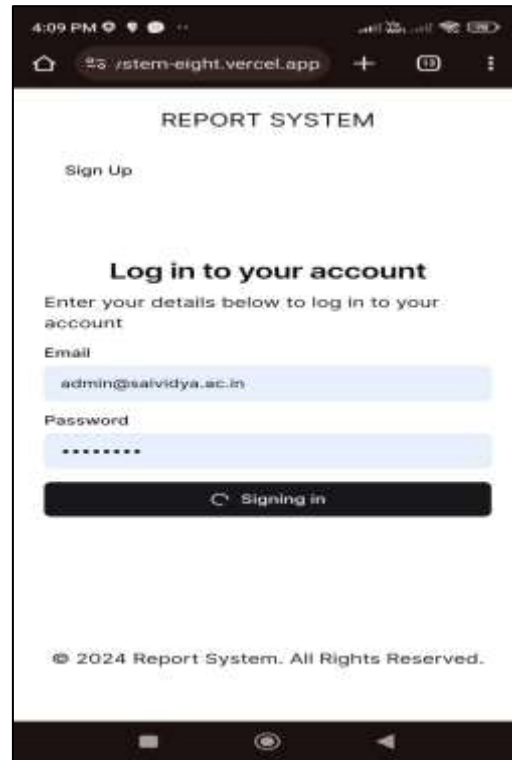 4:09 PM
/stem-eight.vercel.app
REPORT SYSTEM
Sign Up
Log in to your account
Enter your details below to log in to your
account
Email
admin@saividya.ac.in
Password
Signing in
© 2024 Report System. All Rights Reserved.